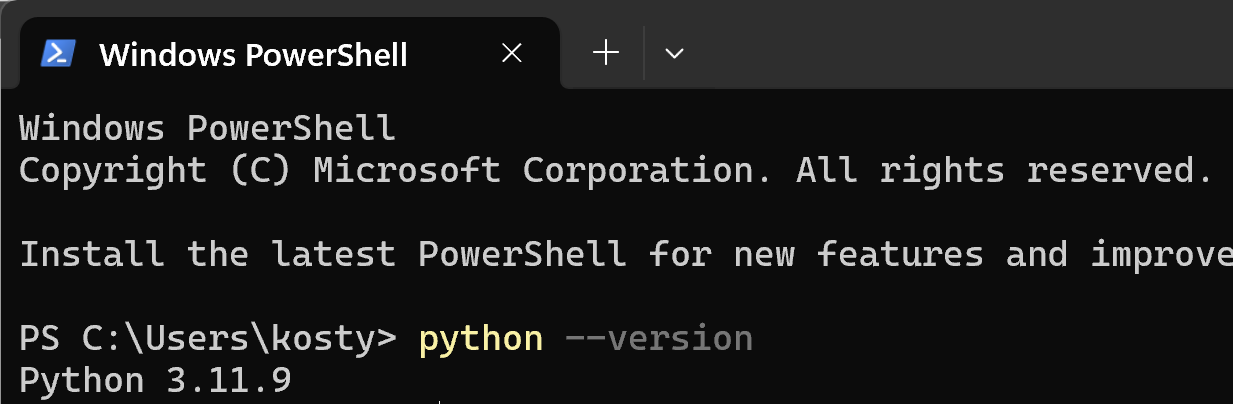 Windows PowerShell
Windows PowerShell
Copyright (C) Microsoft Corporation. All rights reserved.
Install the latest PowerShell for new features and improve
PS C:\Users\kosty> python --version
Python 3.11.9